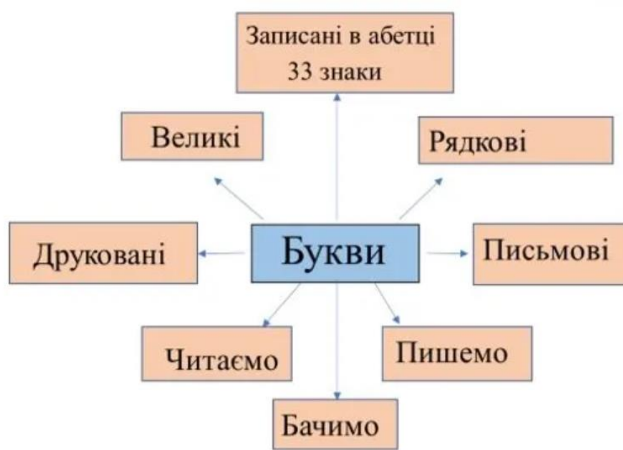 Записані в абетці
33 знаки
Великі
Рядкові
Друковані
Букви
Письмові
Читаємо
Пишемо
Бачимо